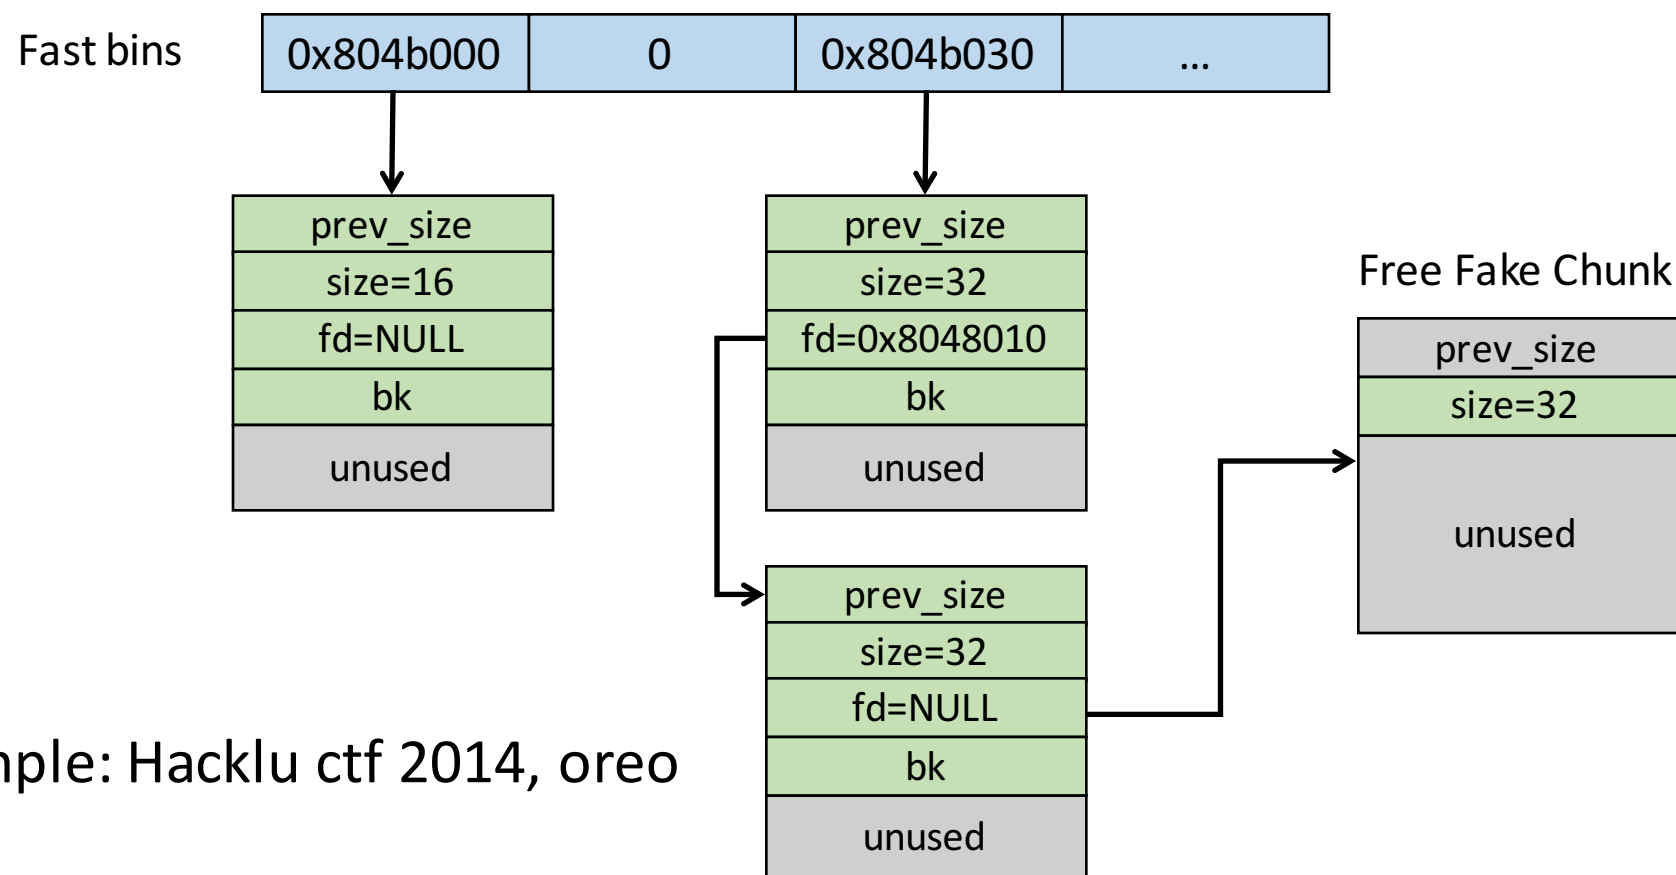 Fast bins
0x804b000
0
0x804b030
...
prev_size
size=16
fd=NULL
bk
unused
prev_size
size=32
fd=0x8048010
bk
unused
Free Fake Chunk
prev_size
size=32
unused
prev_size
size=32
fd=NULL
bk
unused
mple: Hacklu ctf 2014, oreo